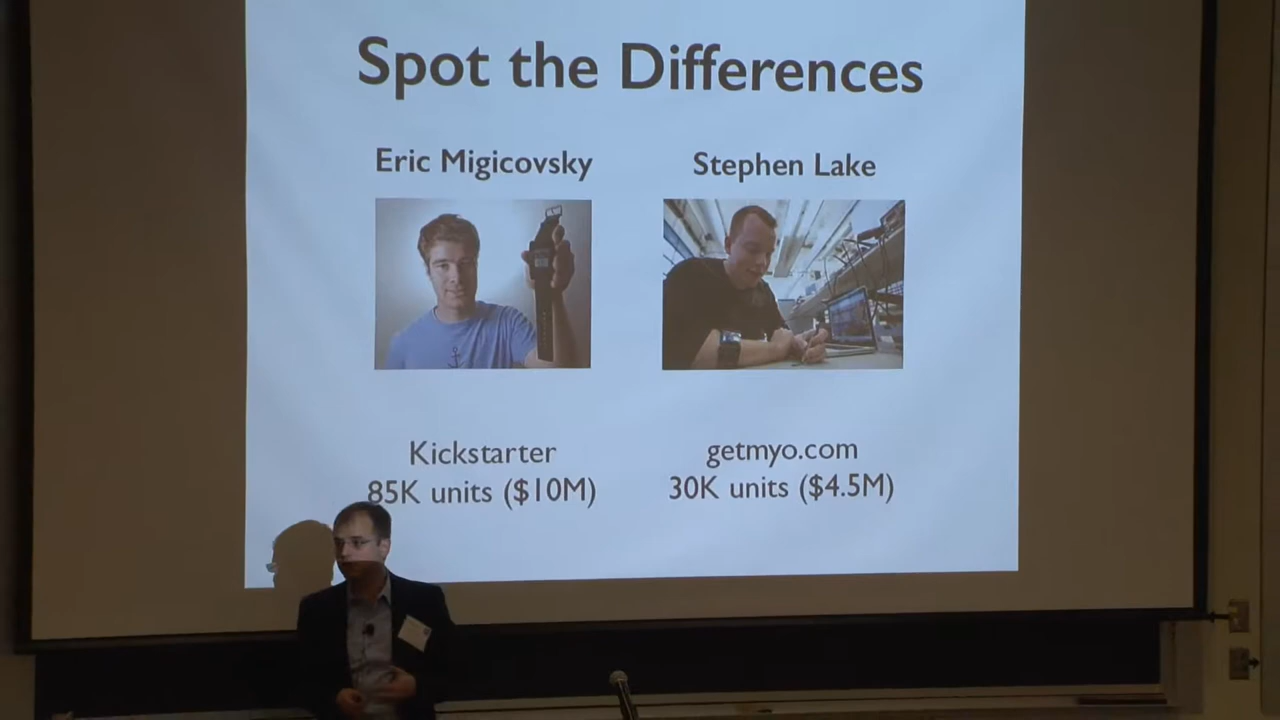 Spot the Differences
Eric Migicovsky
Stephen Lake
Kickstarter
85K units ($10M)
getmyo.com
30K units ($4.5M)